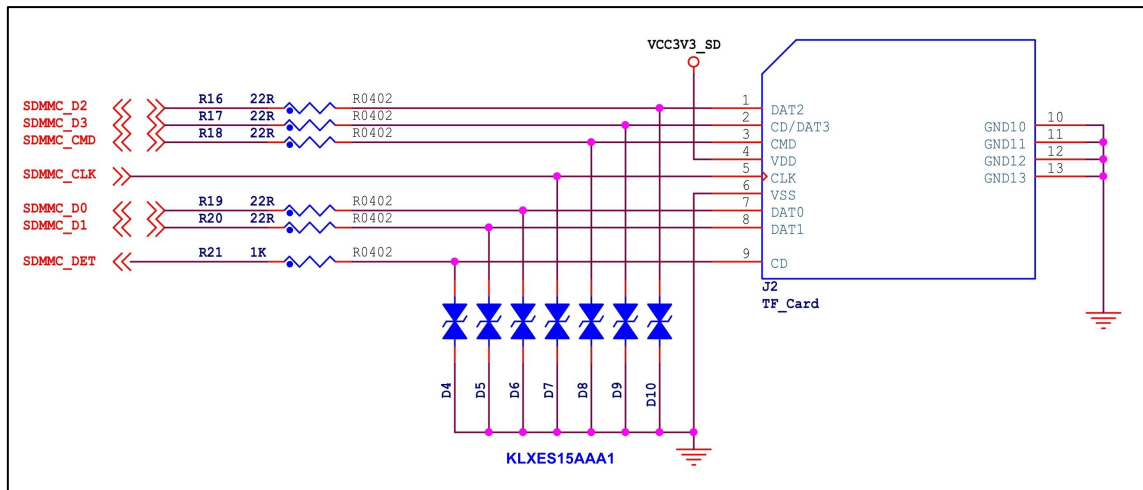 VCC3V3_SD
SDMMC_D2 R16 22R R0402 1 DAT2
SDMMC_D3 R17 22R R0402 2 CD/DAT3 GND10 10
SDMMC_CMD R18 22R R0402 3 CMD GND11 11
4 VDD GND12 12
SDMMC_CLK 5 CLK GND13 13
6 VSS
SDMMC_D0 R19 22R R0402 7 DAT0
SDMMC_D1 R20 22R R0402 8 DAT1
SDMMC_DET R21 1K R0402 9 CD
J2
TF_Card
D4 D5 D6 D7 D8 D9 D10
KLXES15AAA1